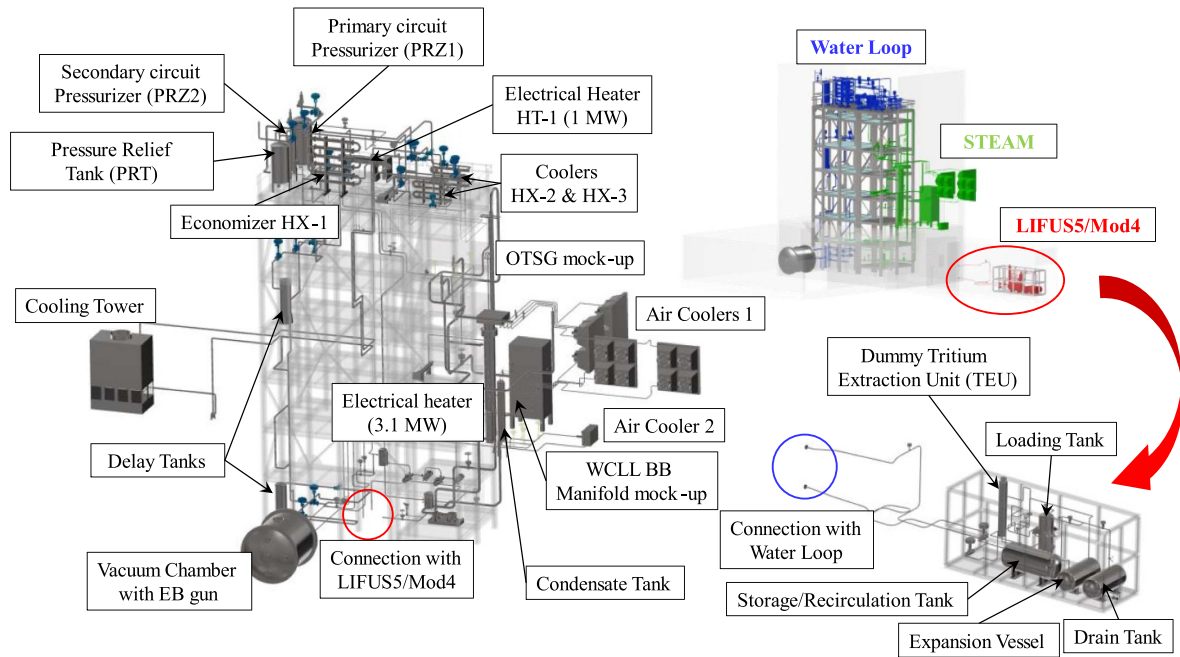 Primary circuit
Pressurizer (PRZ1)
Secondary circuit
Pressurizer (PRZ2)
Electrical Heater
HT-1 (1 MW)
Pressure Relief
Tank (PRT)
Coolers
HX-2 & HX-3
Economizer HX-1
OTSG mock-up
Cooling Tower
Air Coolers 1
Electrical heater
(3.1 MW)
Air Cooler 2
Delay Tanks
WCLL BB
Manifold mock-up
Vacuum Chamber
with EB gun
Connection with
LIFUS5/Mod4
Condensate Tank
Water Loop
STEAM
LIFUS5/Mod4
Dummy Tritium
Extraction Unit (TEU)
Loading Tank
Connection with
Water Loop
Storage/Recirculation Tank
Expansion Vessel
Drain Tank